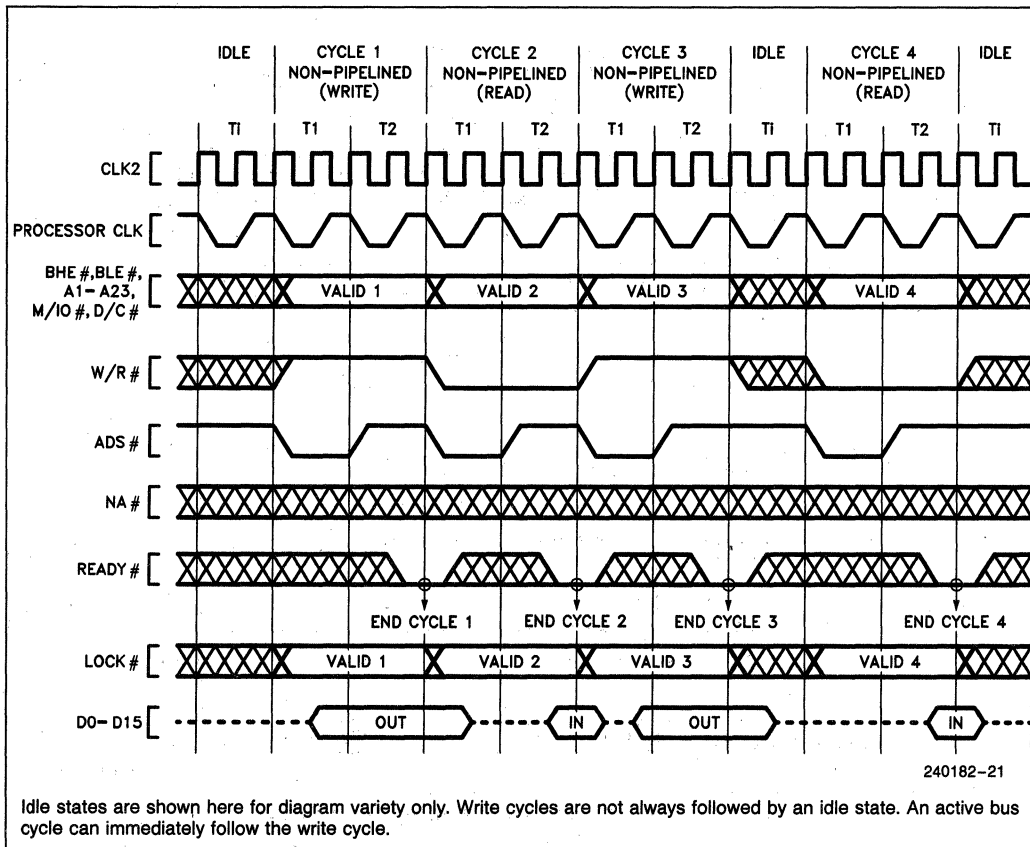 IDLE CYCLE 1 CYCLE 2 CYCLE 3 IDLE CYCLE 4 IDLE
NON-PIPELINED NON-PIPELINED NON-PIPELINED NON-PIPELINED
(WRITE) (READ) (WRITE) (READ)
Ti T1 T2 T1 T2 T1 T2 Ti T1 T2 Ti
CLK2
PROCESSOR CLK
BHE #,BLE #,
A1-A23,
M/IO #,D/C #
VALID 1 VALID 2 VALID 3 VALID 4
W/R #
ADS #
NA #
READY #
END CYCLE 1 END CYCLE 2 END CYCLE 3 END CYCLE 4
LOCK # VALID 1 VALID 2 VALID 3 VALID 4
D0-D15 OUT IN OUT IN
240182-21
Idle states are shown here for diagram variety only. Write cycles are not always followed by an idle state. An active bus
cycle can immediately follow the write cycle.